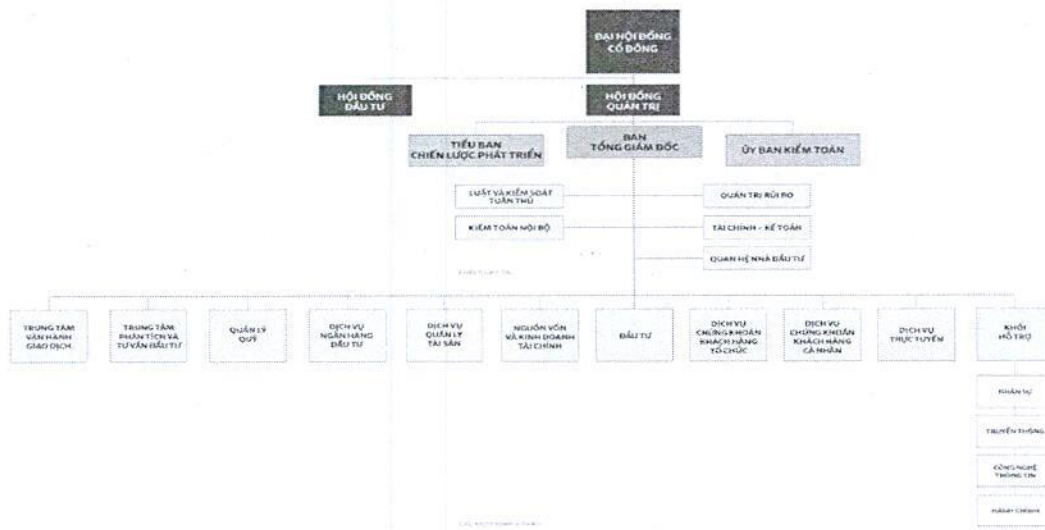 ĐẠI HỘI ĐỒNG
CỔ ĐÔNG
HỘI ĐỒNG
ĐẦU TƯ
HỘI ĐỒNG
QUẢN TRỊ
TIỂU BAN
CHIẾN LƯỢC PHÁT TRIỂN
BAN
TỔNG GIÁM ĐỐC
ỦY BAN KIỂM TOÁN
LUẬT VÀ KIỂM SOÁT
TUÂN THỦ
QUẢN TRỊ RỦI RO
KIỂM TOÁN NỘI BỘ
TÀI CHÍNH - KẾ TOÁN
QUAN HỆ NHÀ ĐẦU TƯ
TRUNG TÂM
VẬN HÀNH
GIAO DỊCH
TRUNG TÂM
PHÂN TÍCH VÀ
TƯ VẤN ĐẦU TƯ
QUẢN LÝ
QUỸ
DỊCH VỤ
NGÂN HÀNG
ĐẦU TƯ
DỊCH VỤ
QUẢN LÝ
TÀI SẢN
NGUỒN VỐN
VÀ KINH DOANH
TÀI CHÍNH
ĐẦU TƯ
DỊCH VỤ
CHỨNG KHOÁN
KHÁCH HÀNG
TỔ CHỨC
DỊCH VỤ
CHỨNG KHOÁN
KHÁCH HÀNG
CÁ NHÂN
DỊCH VỤ
TRỰC TUYẾN
KHỐI
HỖ TRỢ
NHÂN SỰ
TRUYỀN THÔNG
CÔNG NGHỆ
THÔNG TIN
HÀNH CHÍNH